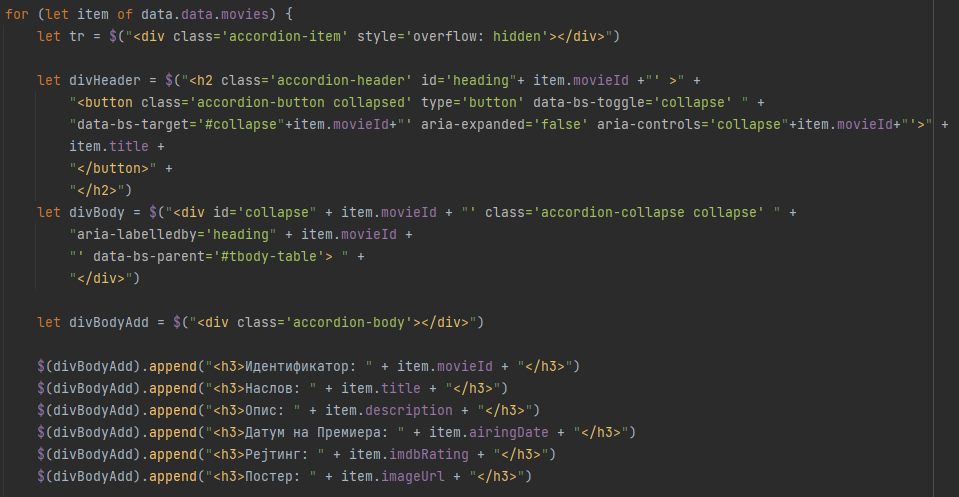 for (let item of data.data.movies) {
    let tr = $("<div class='accordion-item' style='overflow: hidden'></div>")

    let divHeader = $("<h2 class='accordion-header' id='heading"+ item.movieId +"' >" +
        "<button class='accordion-button collapsed' type='button' data-bs-toggle='collapse' " +
        "data-bs-target='#collapse"+item.movieId+"' aria-expanded='false' aria-controls='collapse"+item.movieId+"'>" +
        item.title +
        "</button>" +
        "</h2>")
    let divBody = $("<div id='collapse" + item.movieId + "' class='accordion-collapse collapse' " +
        "aria-labelledby='heading" + item.movieId +
        "' data-bs-parent='#tbody-table'> " +
        "</div>")

    let divBodyAdd = $("<div class='accordion-body'></div>")

    $(divBodyAdd).append("<h3>Идентификатор: " + item.movieId + "</h3>")
    $(divBodyAdd).append("<h3>Наслов: " + item.title + "</h3>")
    $(divBodyAdd).append("<h3>Опис: " + item.description + "</h3>")
    $(divBodyAdd).append("<h3>Датум на Премиера: " + item.airingDate + "</h3>")
    $(divBodyAdd).append("<h3>Рејтинг: " + item.imdbRating + "</h3>")
    $(divBodyAdd).append("<h3>Постер: " + item.imageUrl + "</h3>")